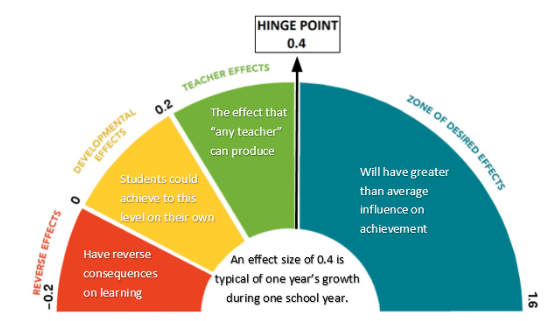 HINGE POINT
0.4
TEACHER EFFECTS
0.2
The effect that
"any teacher"
can produce
DEVELOPMENTAL
EFFECTS
Students could
achieve to this
level on their own
0
ZONE OF DESIRED EFFECTS
Will have greater
than average
influence on
achievement
REVERSE EFFECTS
-0.2
Have reverse
consequences
on learning
An effect size of 0.4 is
typical of one year's growth
during one school year.
1.6